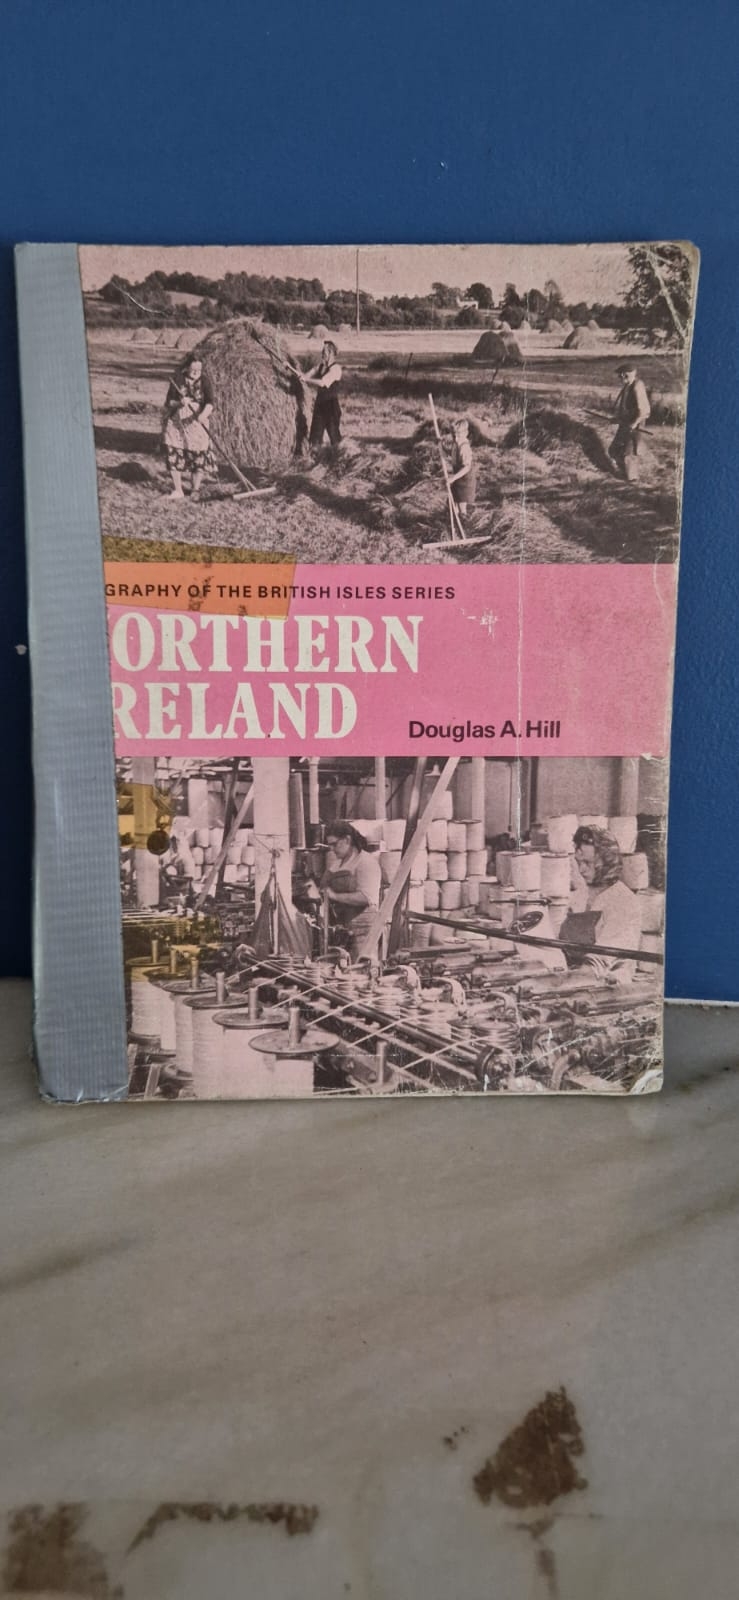 GRAPHY OF THE BRITISH ISLES SERIES
ORTHERN
RELAND
Douglas A. Hill